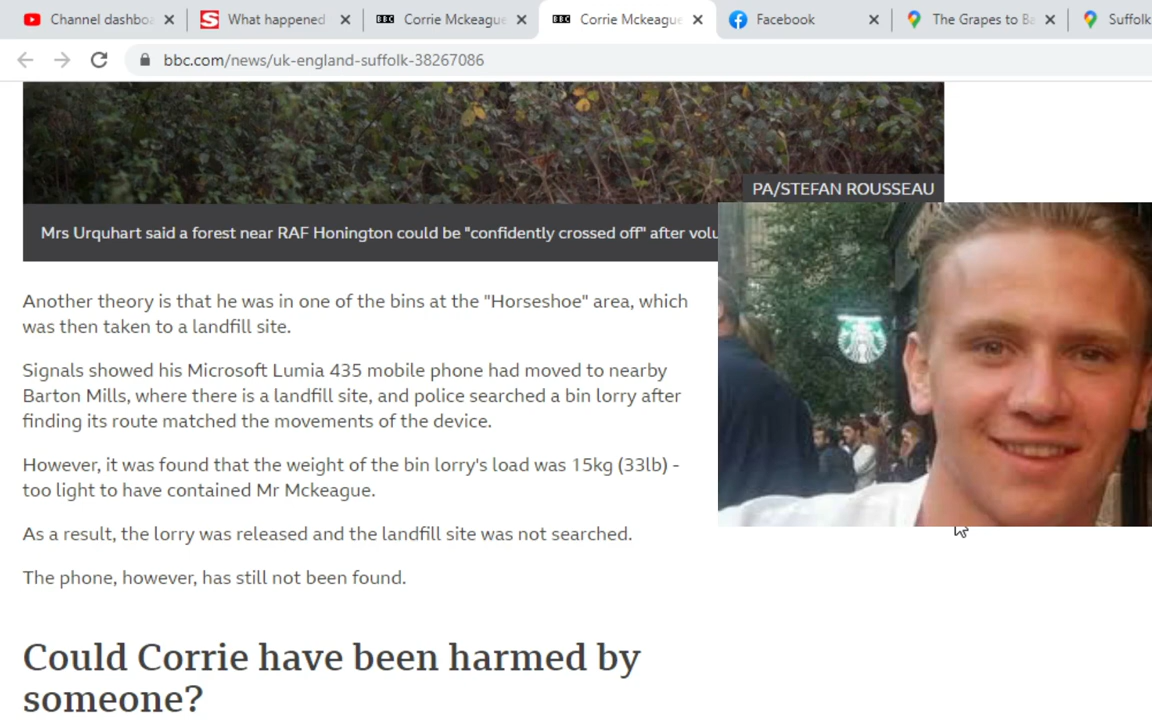 Channel dashbo
What happened
Corrie Mckeague
Corrie Mckeague
Facebook
The Grapes to Ba
Suffolk
bbc.com/news/uk-england-suffolk-38267086
PA/STEFAN ROUSSEAU
Mrs Urquhart said a forest near RAF Honington could be "confidently crossed off" after volu
Another theory is that he was in one of the bins at the "Horseshoe" area, which
was then taken to a landfill site.
Signals showed his Microsoft Lumia 435 mobile phone had moved to nearby
Barton Mills, where there is a landfill site, and police searched a bin lorry after
finding its route matched the movements of the device.
However, it was found that the weight of the bin lorry's load was 15kg (33lb) -
too light to have contained Mr Mckeague.
As a result, the lorry was released and the landfill site was not searched.
The phone, however, has still not been found.
Could Corrie have been harmed by
someone?